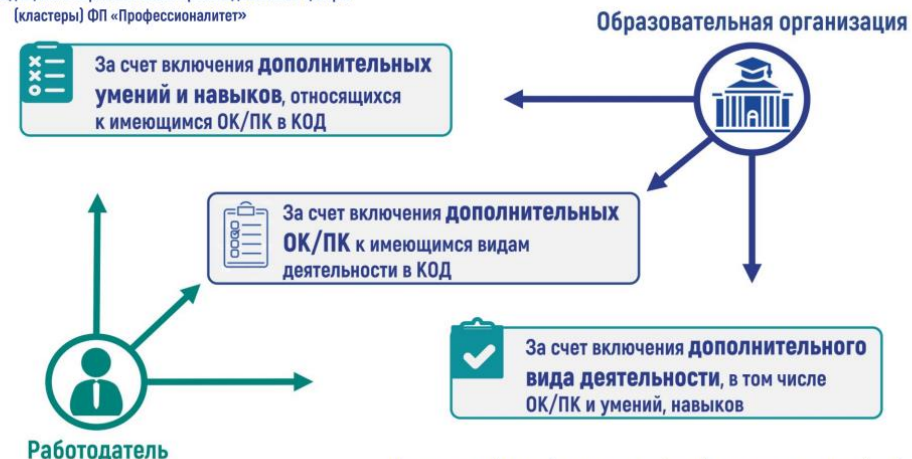 (кластеры) ФП «Профессионалитет»
Образовательная организация
За счет включения дополнительных
умений и навыков, относящихся
к имеющимся ОК/ПК в КОД
За счет включения дополнительных
ОК/ПК к имеющимся видам
деятельности в КОД
За счет включения дополнительного
вида деятельности, в том числе
ОК/ПК и умений, навыков
Работодатель